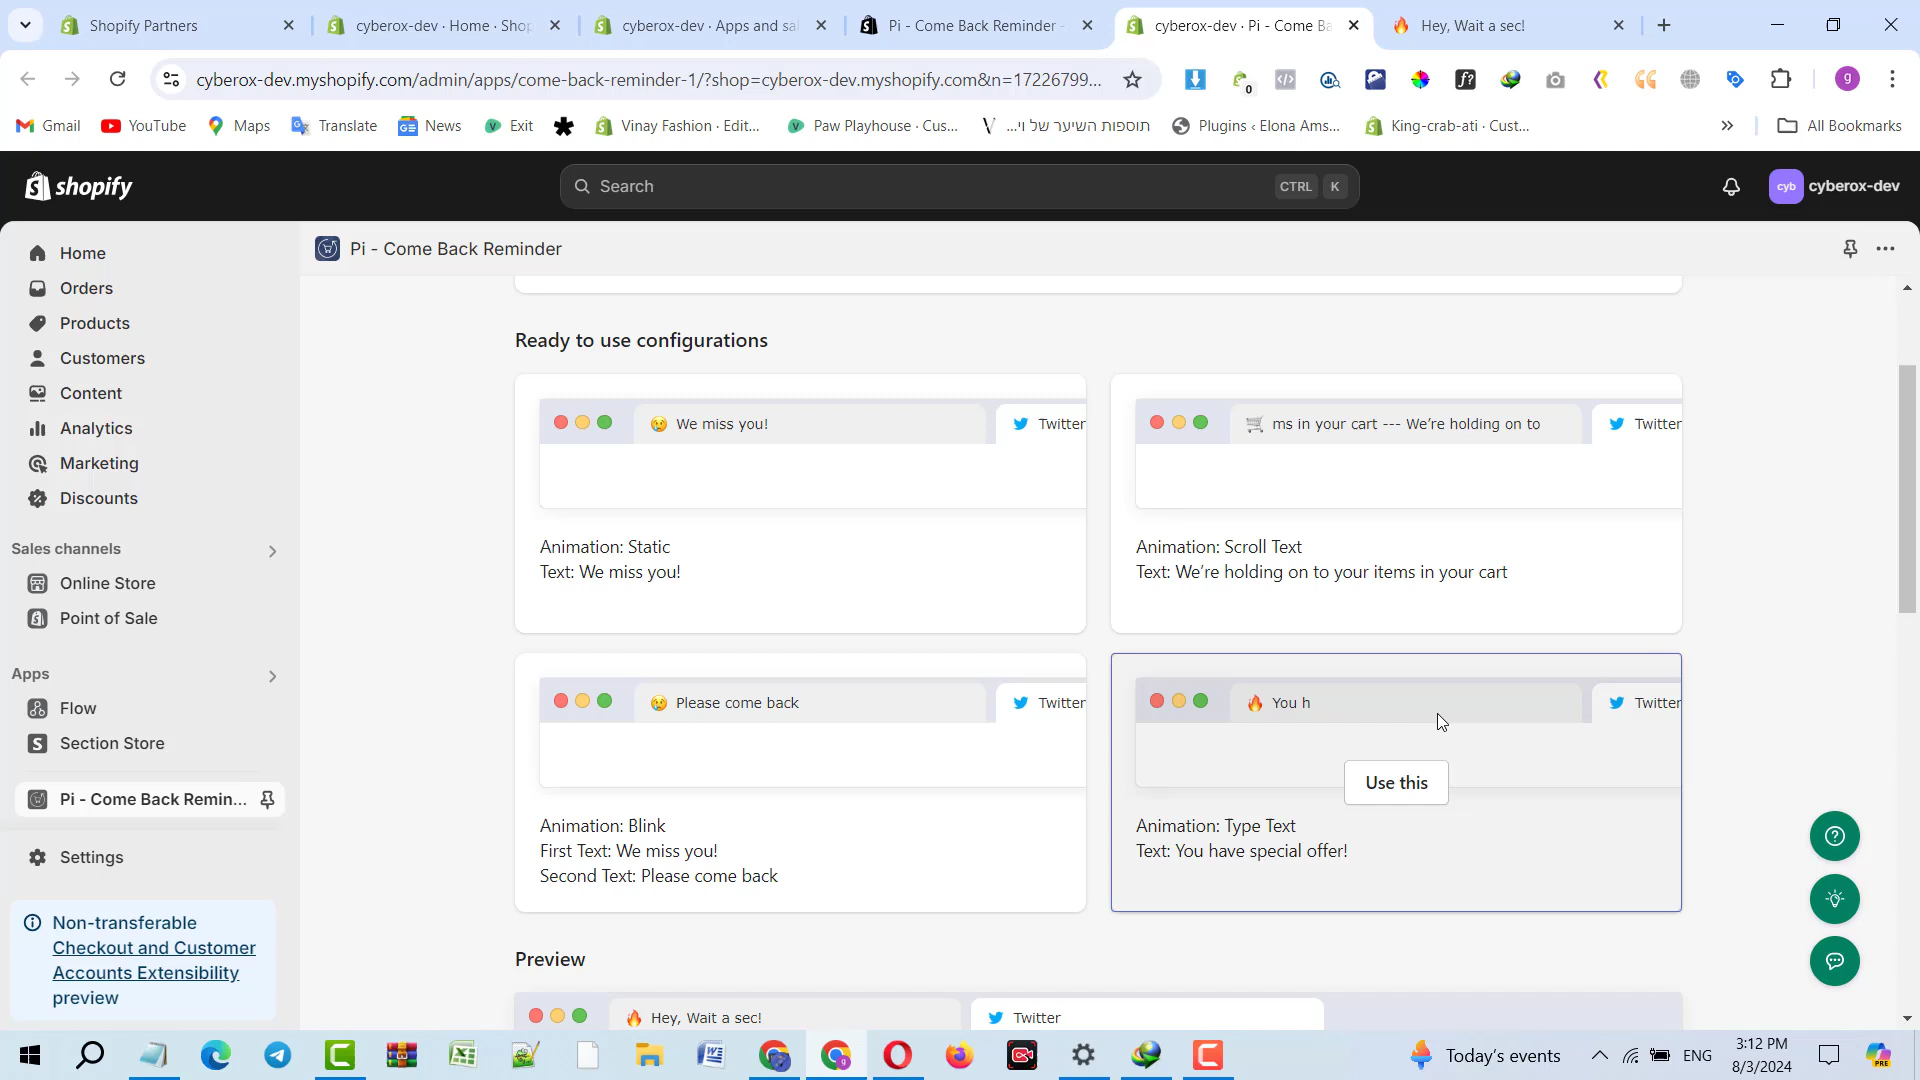 Shopify Partners
cyberox-dev · Home · Shop
cyberox-dev · Apps and sa
Pi - Come Back Reminder -
cyberox-dev · Pi - Come Ba
Hey, Wait a sec!
cyberox-dev.myshopify.com/admin/apps/come-back-reminder-1/?shop=cyberox-dev.myshopify.com&n=17226799...
0
f?
g
Gmail
YouTube
Maps
Translate
News
Exit
Vinay Fashion · Edit...
Paw Playhouse · Cus...
תוספות השיער של וי...
Plugins ‹ Elona Ams...
King-crab-ati · Cust...
All Bookmarks
shopify
Search
CTRL K
cyb
cyberox-dev
Home
Orders
Products
Customers
Content
Analytics
Marketing
Discounts
Sales channels
Online Store
Point of Sale
Apps
Flow
Section Store
Pi - Come Back Remin...
Settings
Non-transferable
Checkout and Customer
Accounts Extensibility
preview
Pi - Come Back Reminder
Ready to use configurations
We miss you!
Twitter
Animation: Static
Text: We miss you!
ms in your cart --- We’re holding on to
Twitter
Animation: Scroll Text
Text: We’re holding on to your items in your cart
Please come back
Twitter
Animation: Blink
First Text: We miss you!
Second Text: Please come back
You h
Twitter
Use this
Animation: Type Text
Text: You have special offer!
Preview
Hey, Wait a sec!
Twitter
Today's events
ENG
3:12 PM
8/3/2024
PRE